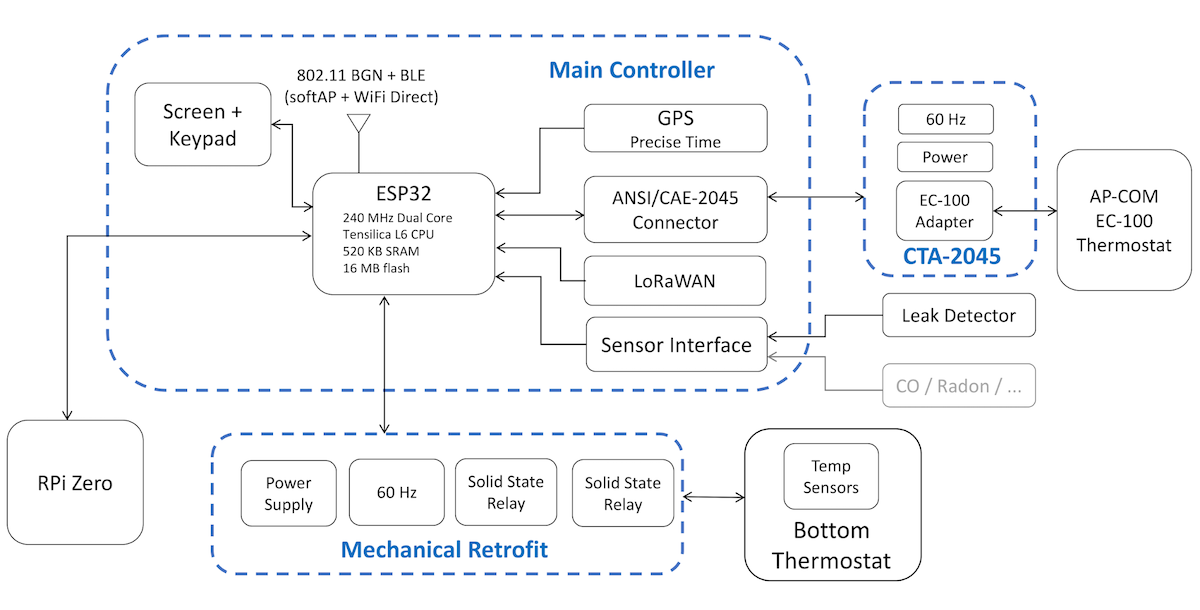 Main Controller
802.11 BGN + BLE
(softAP + WiFi Direct)
Screen +
Keypad
GPS
Precise Time
ESP32
240 MHz Dual Core
Tensilica L6 CPU
520 KB SRAM
16 MB flash
ANSI/CAE-2045
Connector
LoRaWAN
Sensor Interface
60 Hz
Power
EC-100
Adapter
CTA-2045
AP-COM
EC-100
Thermostat
Leak Detector
CO / Radon / ...
RPi Zero
Power
Supply
60 Hz
Solid State
Relay
Solid State
Relay
Mechanical Retrofit
Temp
Sensors
Bottom
Thermostat